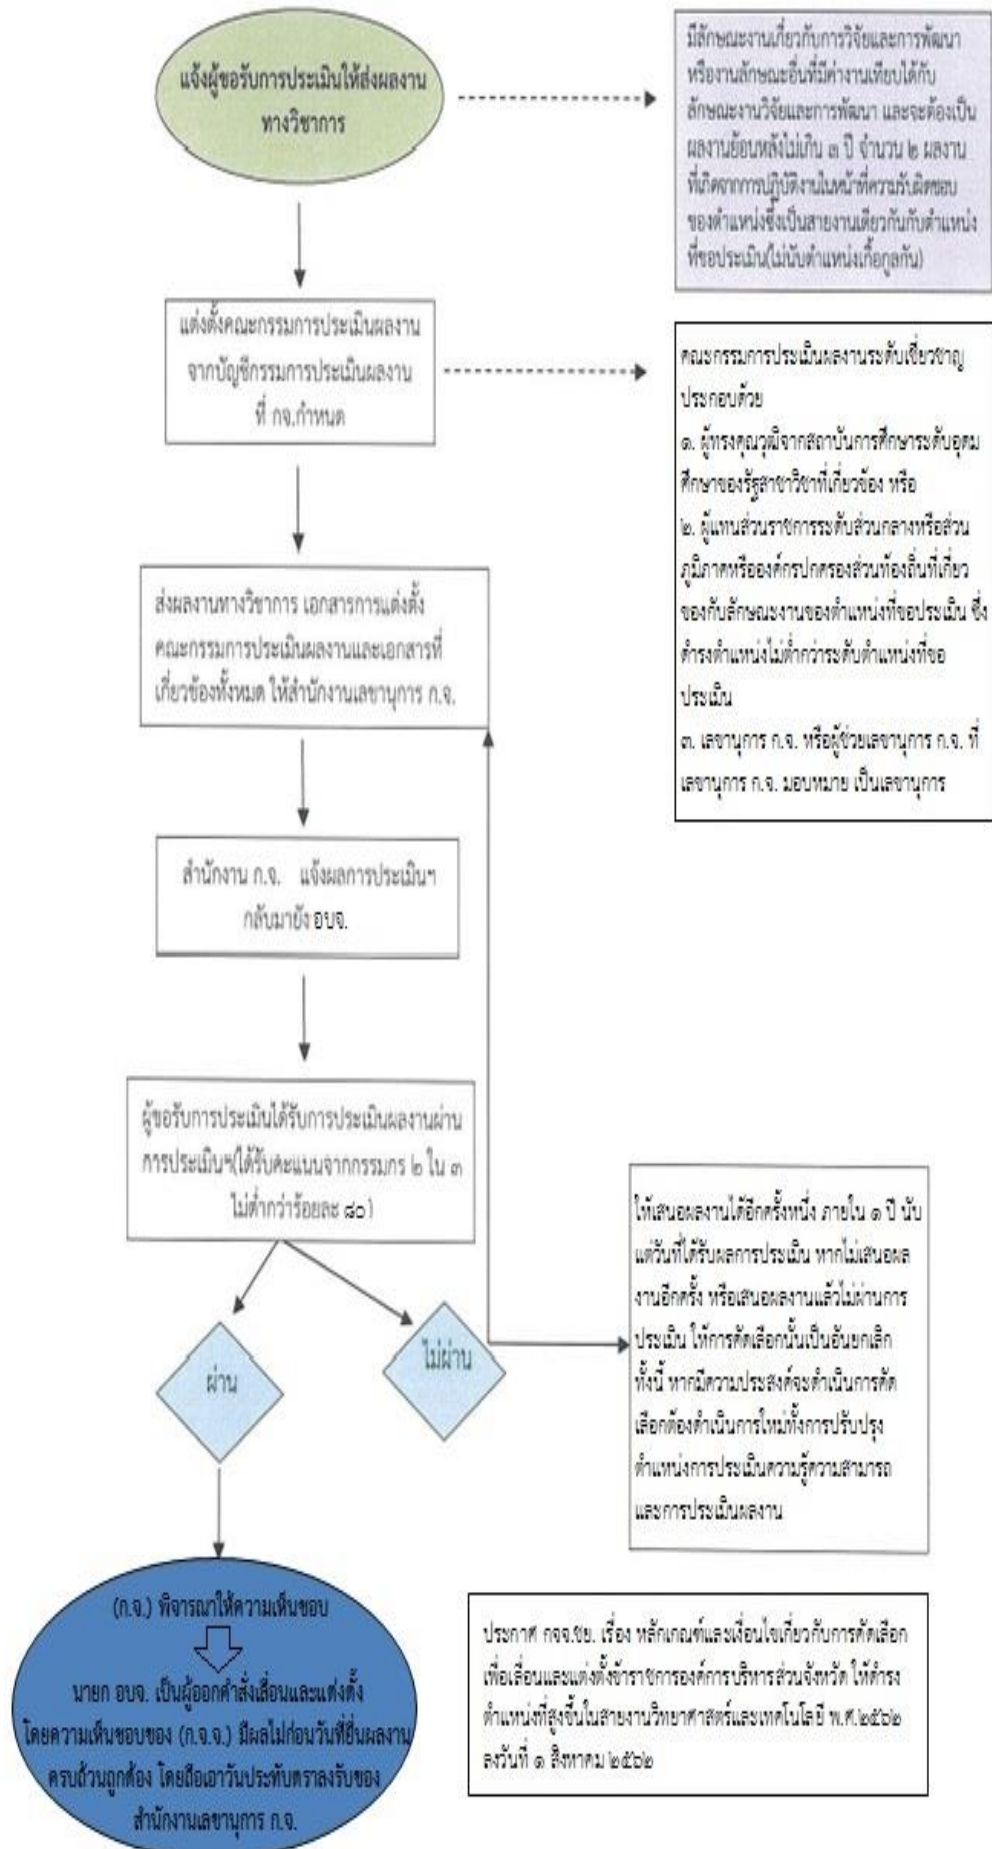 แจ้งผู้ขอรับการประเมินให้ส่งผลงาน
ทางวิชาการ
มีลักษณะงานเกี่ยวกับการวิจัยและการพัฒนา
หรืองานลักษณะอื่นที่มีค่างานเทียบได้กับ
ลักษณะงานวิจัยและการพัฒนา และจะต้องเป็น
ผลงานย้อนหลังไม่เกิน ๓ ปี จำนวน ๒ ผลงาน
ที่เกิดจากการปฏิบัติงานในหน้าที่ความรับผิดชอบ
ของตำแหน่งซึ่งเป็นสายงานเดียวกันกับตำแหน่ง
ที่ขอประเมิน(ไม่นับตำแหน่งเกื้อกูลกัน)
แต่งตั้งคณะกรรมการประเมินผลงาน
จากบัญชีกรรมการประเมินผลงาน
ที่ กจ.กำหนด
คณะกรรมการประเมินผลงานระดับเชี่ยวชาญ
ประกอบด้วย
๑. ผู้ทรงคุณวุฒิจากสถาบันการศึกษาระดับอุดม
ศึกษาของรัฐสาขาวิชาที่เกี่ยวข้อง หรือ
๒. ผู้แทนส่วนราชการระดับส่วนกลางหรือส่วน
ภูมิภาคหรือองค์กรปกครองส่วนท้องถิ่นที่เกี่ยว
ของกับลักษณะงานของตำแหน่งที่ขอประเมิน ซึ่ง
ดำรงตำแหน่งไม่ต่ำกว่าระดับตำแหน่งที่ขอ
ประเมิน
๓. เลขานุการ ก.จ. หรือผู้ช่วยเลขานุการ ก.จ. ที่
เลขานุการ ก.จ. มอบหมาย เป็นเลขานุการ
ส่งผลงานทางวิชาการ เอกสารการแต่งตั้ง
คณะกรรมการประเมินผลงานและเอกสารที่
เกี่ยวข้องทั้งหมด ให้สำนักงานเลขานุการ ก.จ.
สำนักงาน ก.จ. แจ้งผลการประเมินฯ
กลับมายัง อบจ.
ผู้ขอรับการประเมินได้รับการประเมินผลงานผ่าน
การประเมินฯ(ได้รับคะแนนจากกรรมกร ๒ ใน ๓
ไม่ต่ำกว่าร้อยละ ๘๐)
ผ่าน
ไม่ผ่าน
ให้เสนอผลงานได้อีกครั้งหนึ่ง ภายใน ๑ ปี นับ
แต่วันที่ได้รับผลการประเมิน หากไม่เสนอผล
งานอีกครั้ง หรือเสนอผลงานแล้วไม่ผ่านการ
ประเมิน ให้การคัดเลือกนั้นเป็นอันยกเลิก
ทั้งนี้ หากมีความประสงค์จะดำเนินการคัด
เลือกต้องดำเนินการใหม่ทั้งการปรับปรุง
ตำแหน่งการประเมินความรู้ความสามารถ
และการประเมินผลงาน
(ก.จ.) พิจารณาให้ความเห็นชอบ
นายก อบจ. เป็นผู้ออกคำสั่งเลื่อนและแต่งตั้ง
โดยความเห็นชอบของ (ก.จ.จ.) มีผลไม่ก่อนวันที่ยื่นผลงาน
ครบถ้วนถูกต้อง โดยถือเอาวันประทับตราลงรับของ
สำนักงานเลขานุการ ก.จ.
ประกาศ กจจ.ชย. เรื่อง หลักเกณฑ์และเงื่อนไขเกี่ยวกับการคัดเลือก
เพื่อเลื่อนและแต่งตั้งข้าราชการองค์การบริหารส่วนจังหวัด ให้ดำรง
ตำแหน่งที่สูงขึ้นในสายงานวิทยาศาสตร์และเทคโนโลยี พ.ศ.๒๕๖๒
ลงวันที่ ๑ สิงหาคม ๒๕๖๒